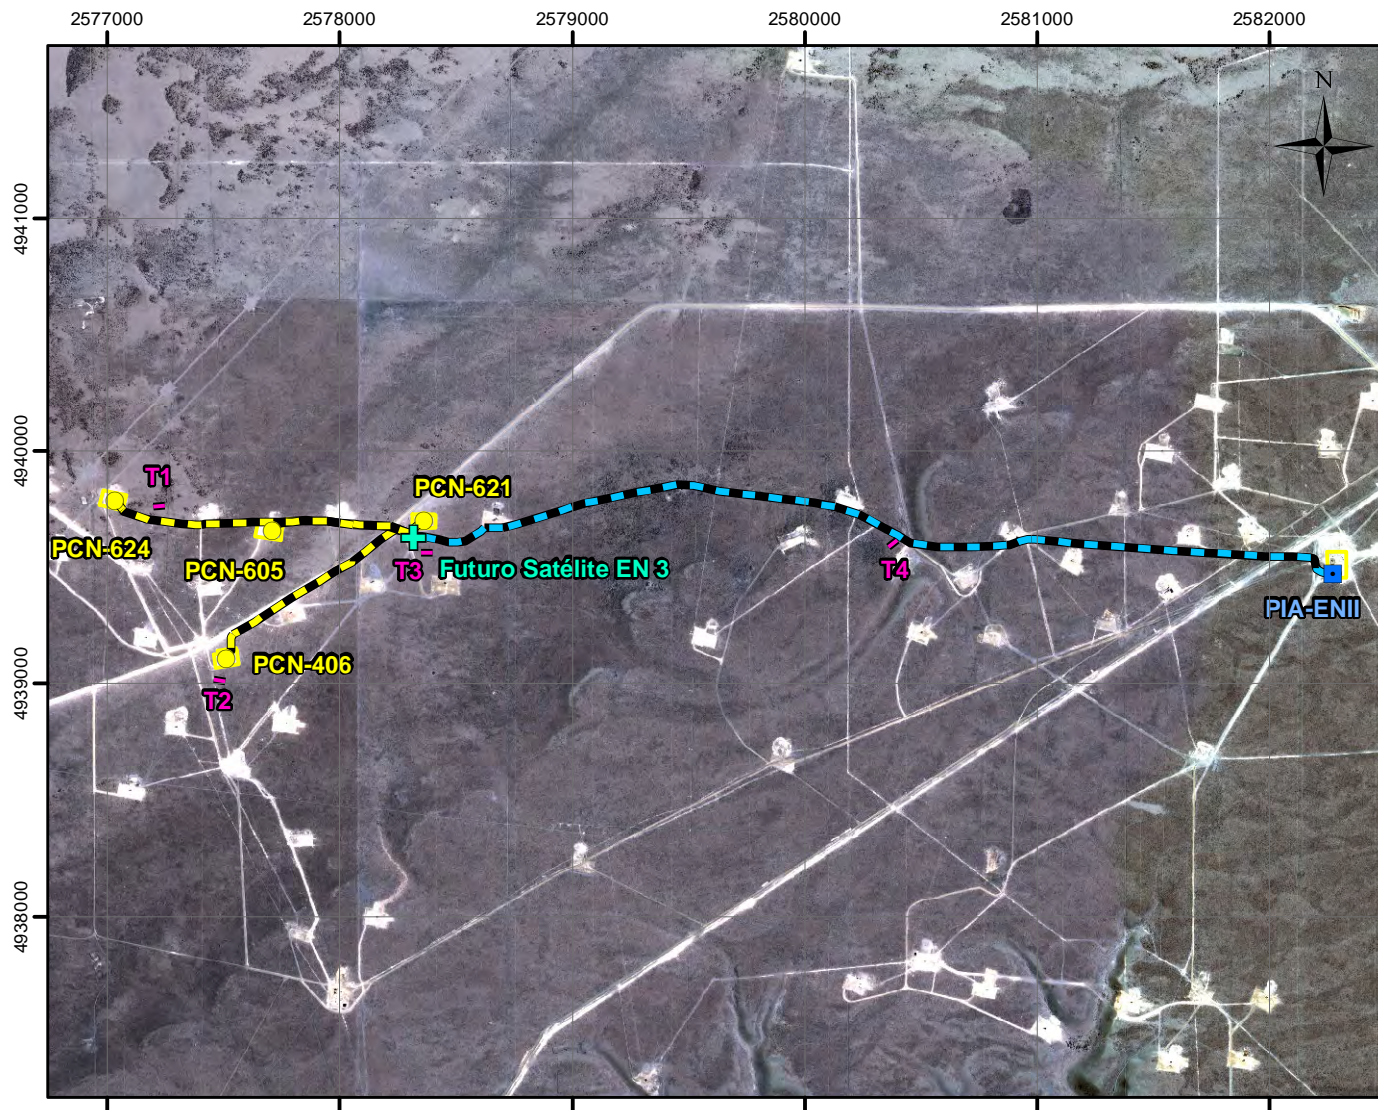 2577000 2578000 2579000 2580000 2581000 2582000
N
4941000
4940000
4939000
4938000
T1
PCN-621
PCN-624
PCN-605
T3
Futuro Satélite EN 3
T4
PIA-ENII
PCN-406
T2